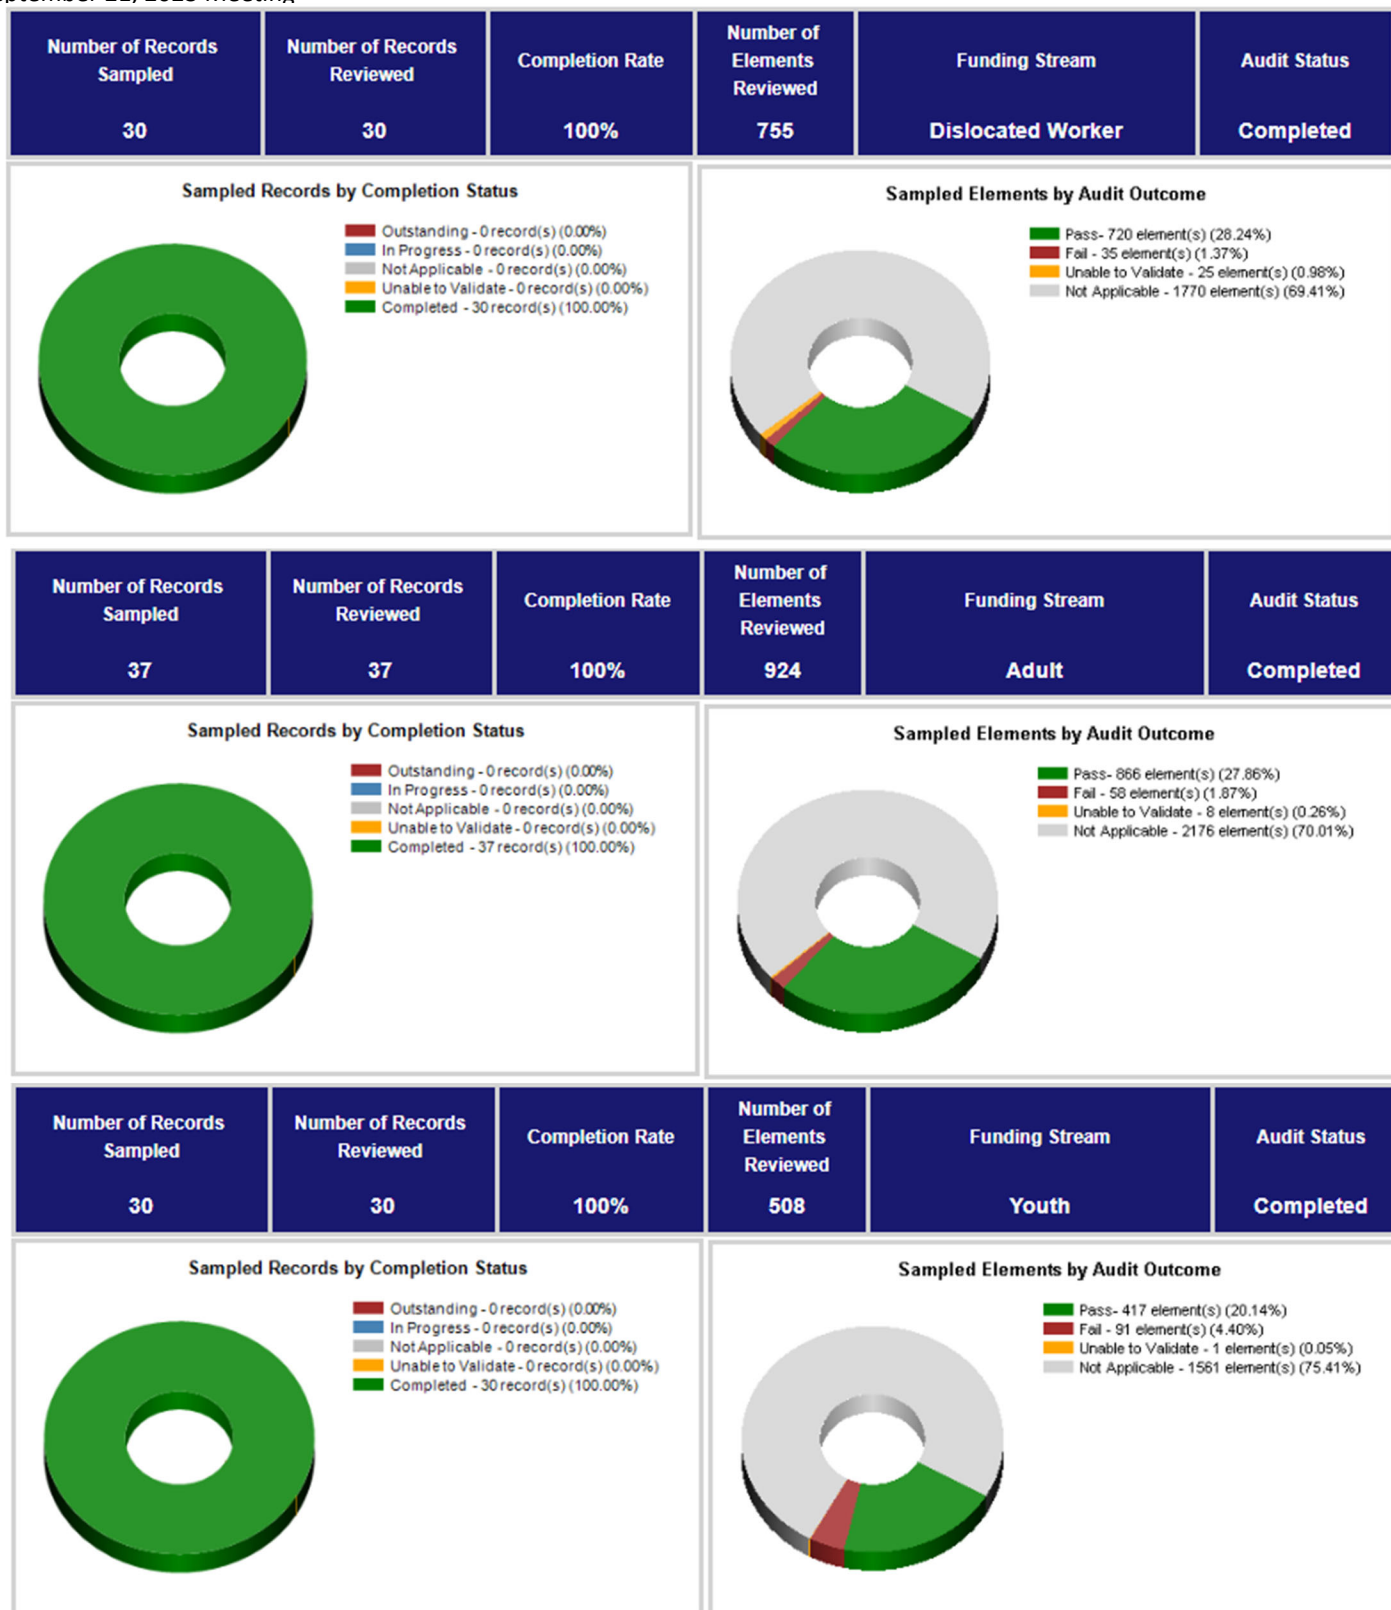 Number of Records
Sampled
30
Number of Records
Reviewed
30
Completion Rate
100%
Number of
Elements
Reviewed
755
Funding Stream
Dislocated Worker
Audit Status
Completed
Sampled Records by Completion Status
Outstanding - 0 record(s) (0.00%)
In Progress - 0 record(s) (0.00%)
Not Applicable - 0 record(s) (0.00%)
Unable to Validate - 0 record(s) (0.00%)
Completed - 30 record(s) (100.00%)
Sampled Elements by Audit Outcome
Pass- 720 element(s) (28.24%)
Fail - 35 element(s) (1.37%)
Unable to Validate - 25 element(s) (0.98%)
Not Applicable - 1770 element(s) (69.41%)
Number of Records
Sampled
37
Number of Records
Reviewed
37
Completion Rate
100%
Number of
Elements
Reviewed
924
Funding Stream
Adult
Audit Status
Completed
Sampled Records by Completion Status
Outstanding - 0 record(s) (0.00%)
In Progress - 0 record(s) (0.00%)
Not Applicable - 0 record(s) (0.00%)
Unable to Validate - 0 record(s) (0.00%)
Completed - 37 record(s) (100.00%)
Sampled Elements by Audit Outcome
Pass- 866 element(s) (27.86%)
Fail - 58 element(s) (1.87%)
Unable to Validate - 8 element(s) (0.26%)
Not Applicable - 2176 element(s) (70.01%)
Number of Records
Sampled
30
Number of Records
Reviewed
30
Completion Rate
100%
Number of
Elements
Reviewed
508
Funding Stream
Youth
Audit Status
Completed
Sampled Records by Completion Status
Outstanding - 0 record(s) (0.00%)
In Progress - 0 record(s) (0.00%)
Not Applicable - 0 record(s) (0.00%)
Unable to Validate - 0 record(s) (0.00%)
Completed - 30 record(s) (100.00%)
Sampled Elements by Audit Outcome
Pass- 417 element(s) (20.14%)
Fail - 91 element(s) (4.40%)
Unable to Validate - 1 element(s) (0.05%)
Not Applicable - 1561 element(s) (75.41%)